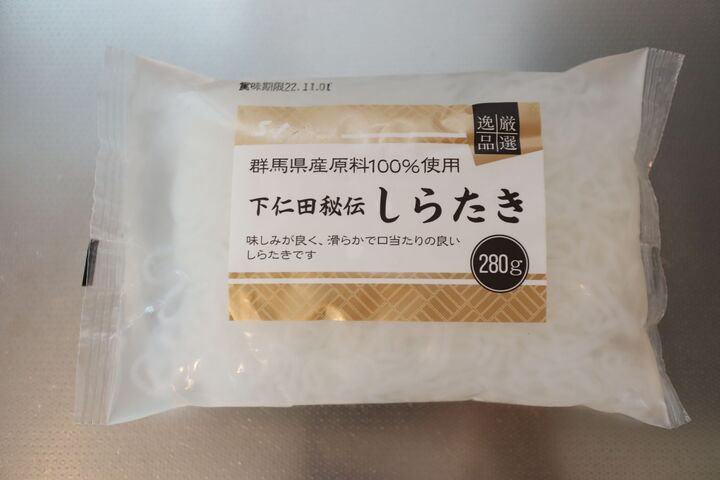 賞味期限22.11.01
厳選
逸品
群馬県産原料100%使用
下仁田秘伝 しらたき
味しみが良く、滑らかで口当たりの良い
しらたきです
280g